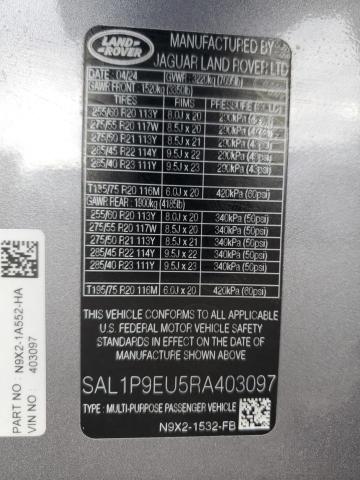 LAND-
ROVER
MANUFACTURED BY
JAGUAR LAND ROVER LTD
DATE: 04/24 GVWR
GAWR FRONT 1520kg (3350lb)
TIRES RIMS PRESSURE (COLD)
255/60 R20 113Y 8.0J x 20
275/55 R20 117W 8.5J x 20
275/50 R21 113Y 8.5J x 21
285/45 R22 114Y 9.5J x 22
285/40 R23 111Y 9.5J x 23
T195/75 R20 116M 6.0J x 20 420kPa (60psi)
GAWR REAR : 1900kg (4185lb)
255/60 R20 113Y 8.0J x 20 340kPa (50psi)
275/55 R20 117W 8.5J x 20 340kPa (50psi)
275/50 R21 113Y 8.5J x 21 340kPa (50psi)
285/45 R22 114Y 9.5J x 22 340kPa (50psi)
285/40 R23 111Y 9.5J x 23 340kPa (50psi)
T195/75 R20 116M 6.0J x 20 420kPa (60psi)
THIS VEHICLE CONFORMS TO ALL APPLICABLE
U.S. FEDERAL MOTOR VEHICLE SAFETY
STANDARDS IN EFFECT ON THE DATE OF
MANUFACTURE SHOWN ABOVE.
SAL1P9EU5RA403097
TYPE : MULTI-PURPOSE PASSENGER VEHICLE
N9X2-1532-FB
PART NO : N9X2-1A552-HA
VIN NO : 403097